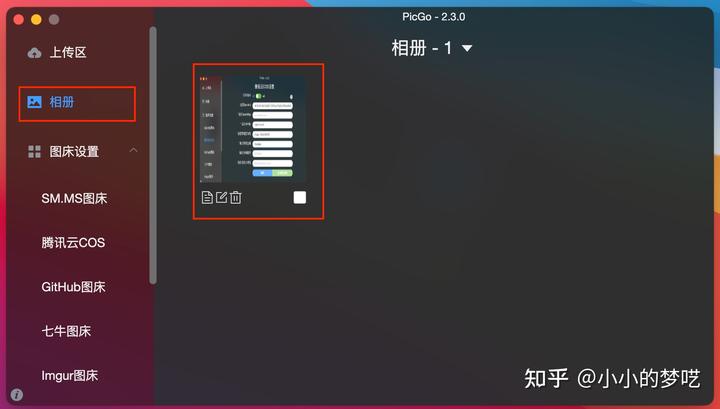 PicGo - 2.3.0
上传区
相册 - 1
相册
图床设置
SM.MS图床
腾讯云COS
GitHub图床
七牛图床
Imgur图床
知乎 @小小的梦呓